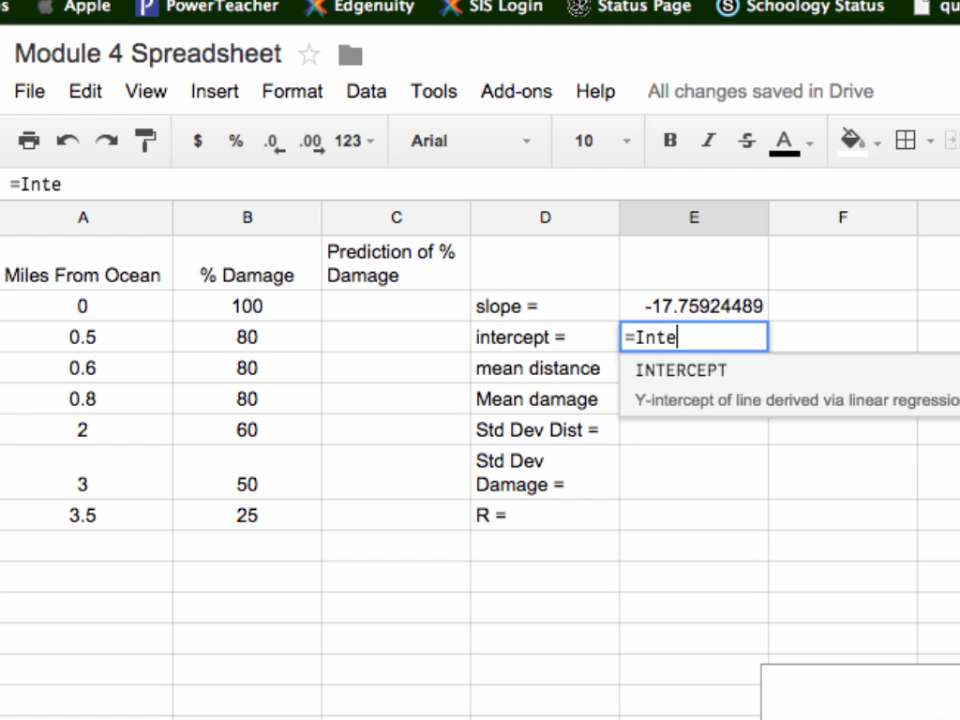 s Apple PowerTeacher Edgenuity SIS Login Status Page Schoology Status qu
Module 4 Spreadsheet
File Edit View Insert Format Data Tools Add-ons Help All changes saved in Drive
$ % .0 .00 123 Arial 10 B I S A
=Inte
A B C D E F
Miles From Ocean % Damage Prediction of %
Damage
0 100 slope = -17.75924489
0.5 80 intercept = =Inte
0.6 80 mean distance INTERCEPT
0.8 80 Mean damage Y-intercept of line derived via linear regressio
2 60 Std Dev Dist =
Std Dev
3 50 Damage =
3.5 25 R =